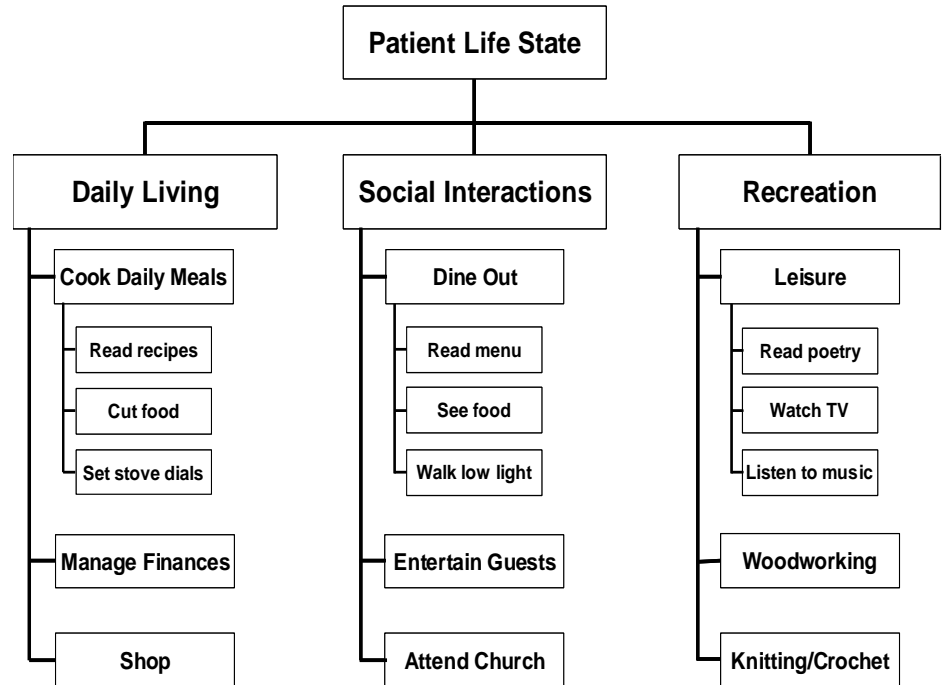 Patient Life State
Daily Living
Cook Daily Meals
Read recipes
Cut food
Set stove dials
Manage Finances
Shop
Social Interactions
Dine Out
Read menu
See food
Walk low light
Entertain Guests
Attend Church
Recreation
Leisure
Read poetry
Watch TV
Listen to music
Woodworking
Knitting/Crochet